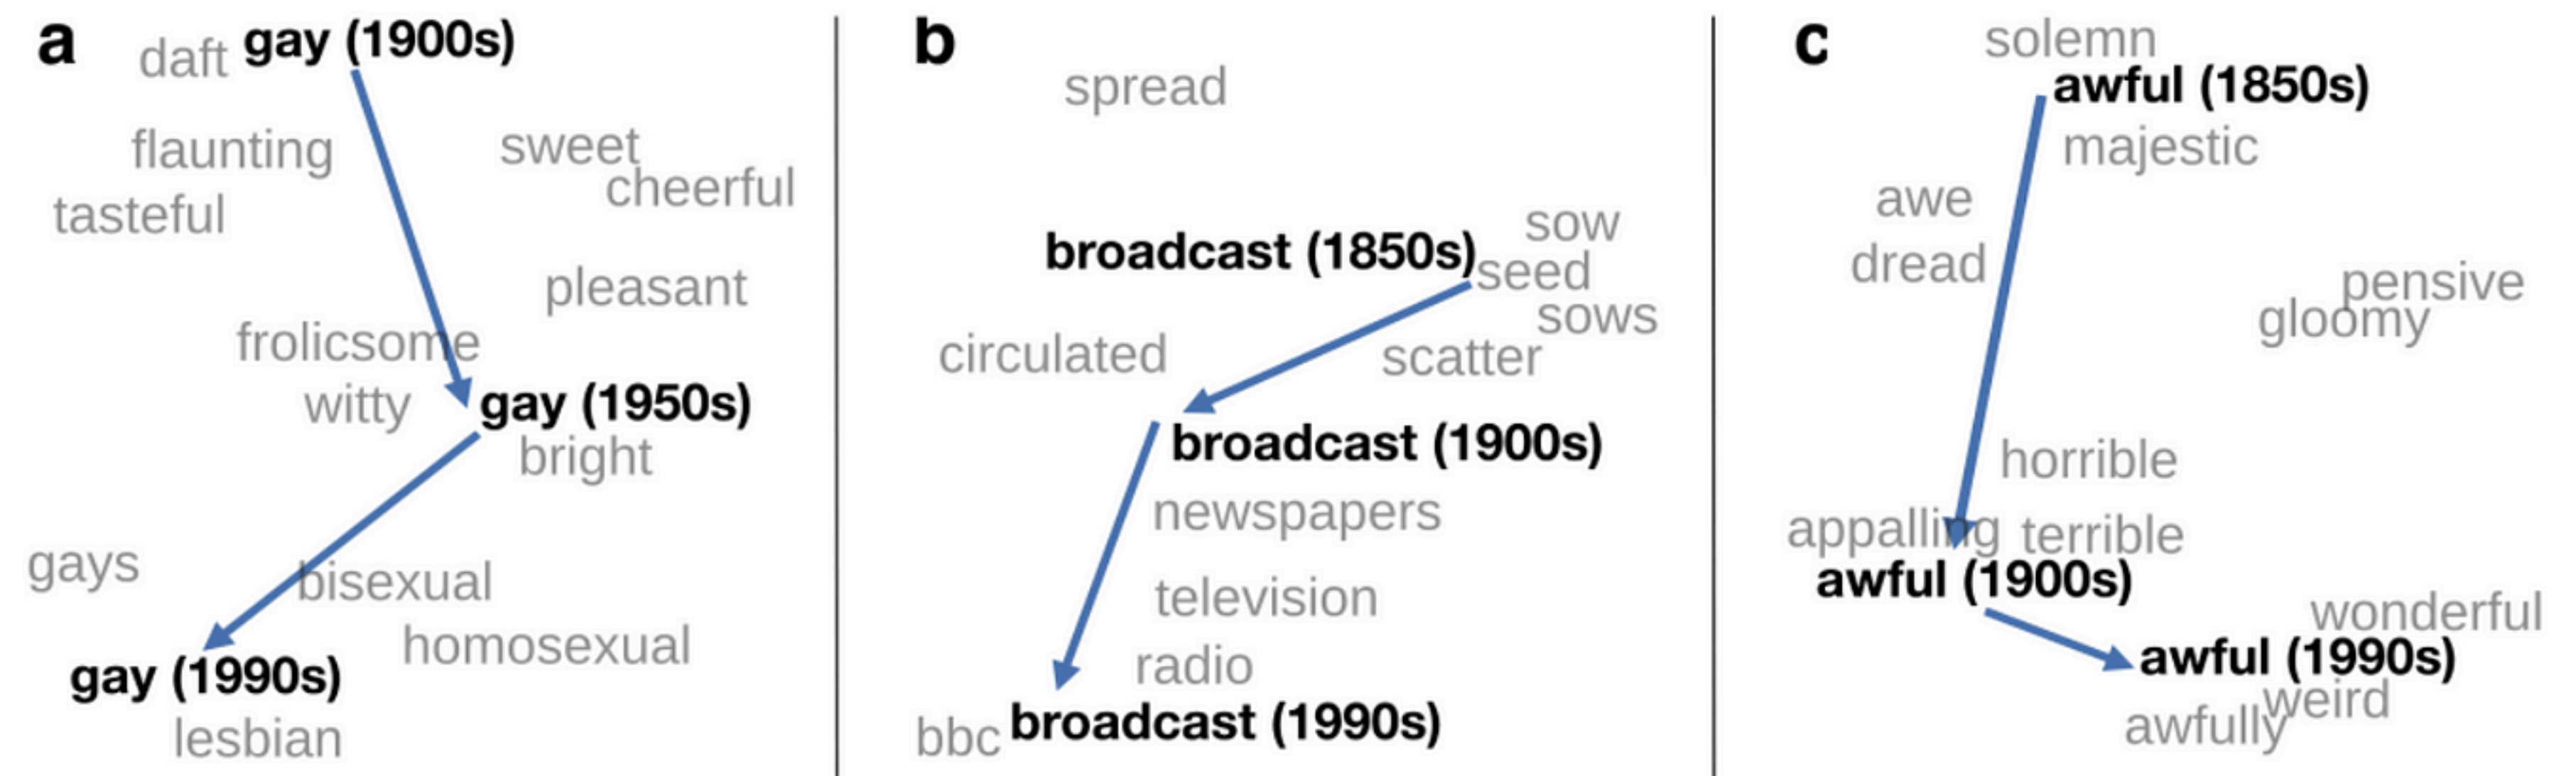 a
daft gay (1900s)
flaunting
sweet
cheerful
tasteful
pleasant
frolicsome
witty
gay (1950s)
bright
gays
bisexual
homosexual
gay (1990s)
lesbian
b
spread
broadcast (1850s)
sow
seed
sows
circulated
scatter
broadcast (1900s)
newspapers
television
radio
bbc broadcast (1990s)
c
solemn
awful (1850s)
majestic
awe
dread
pensive
gloomy
horrible
appalling terrible
awful (1900s)
wonderful
awful (1990s)
weird
awfully